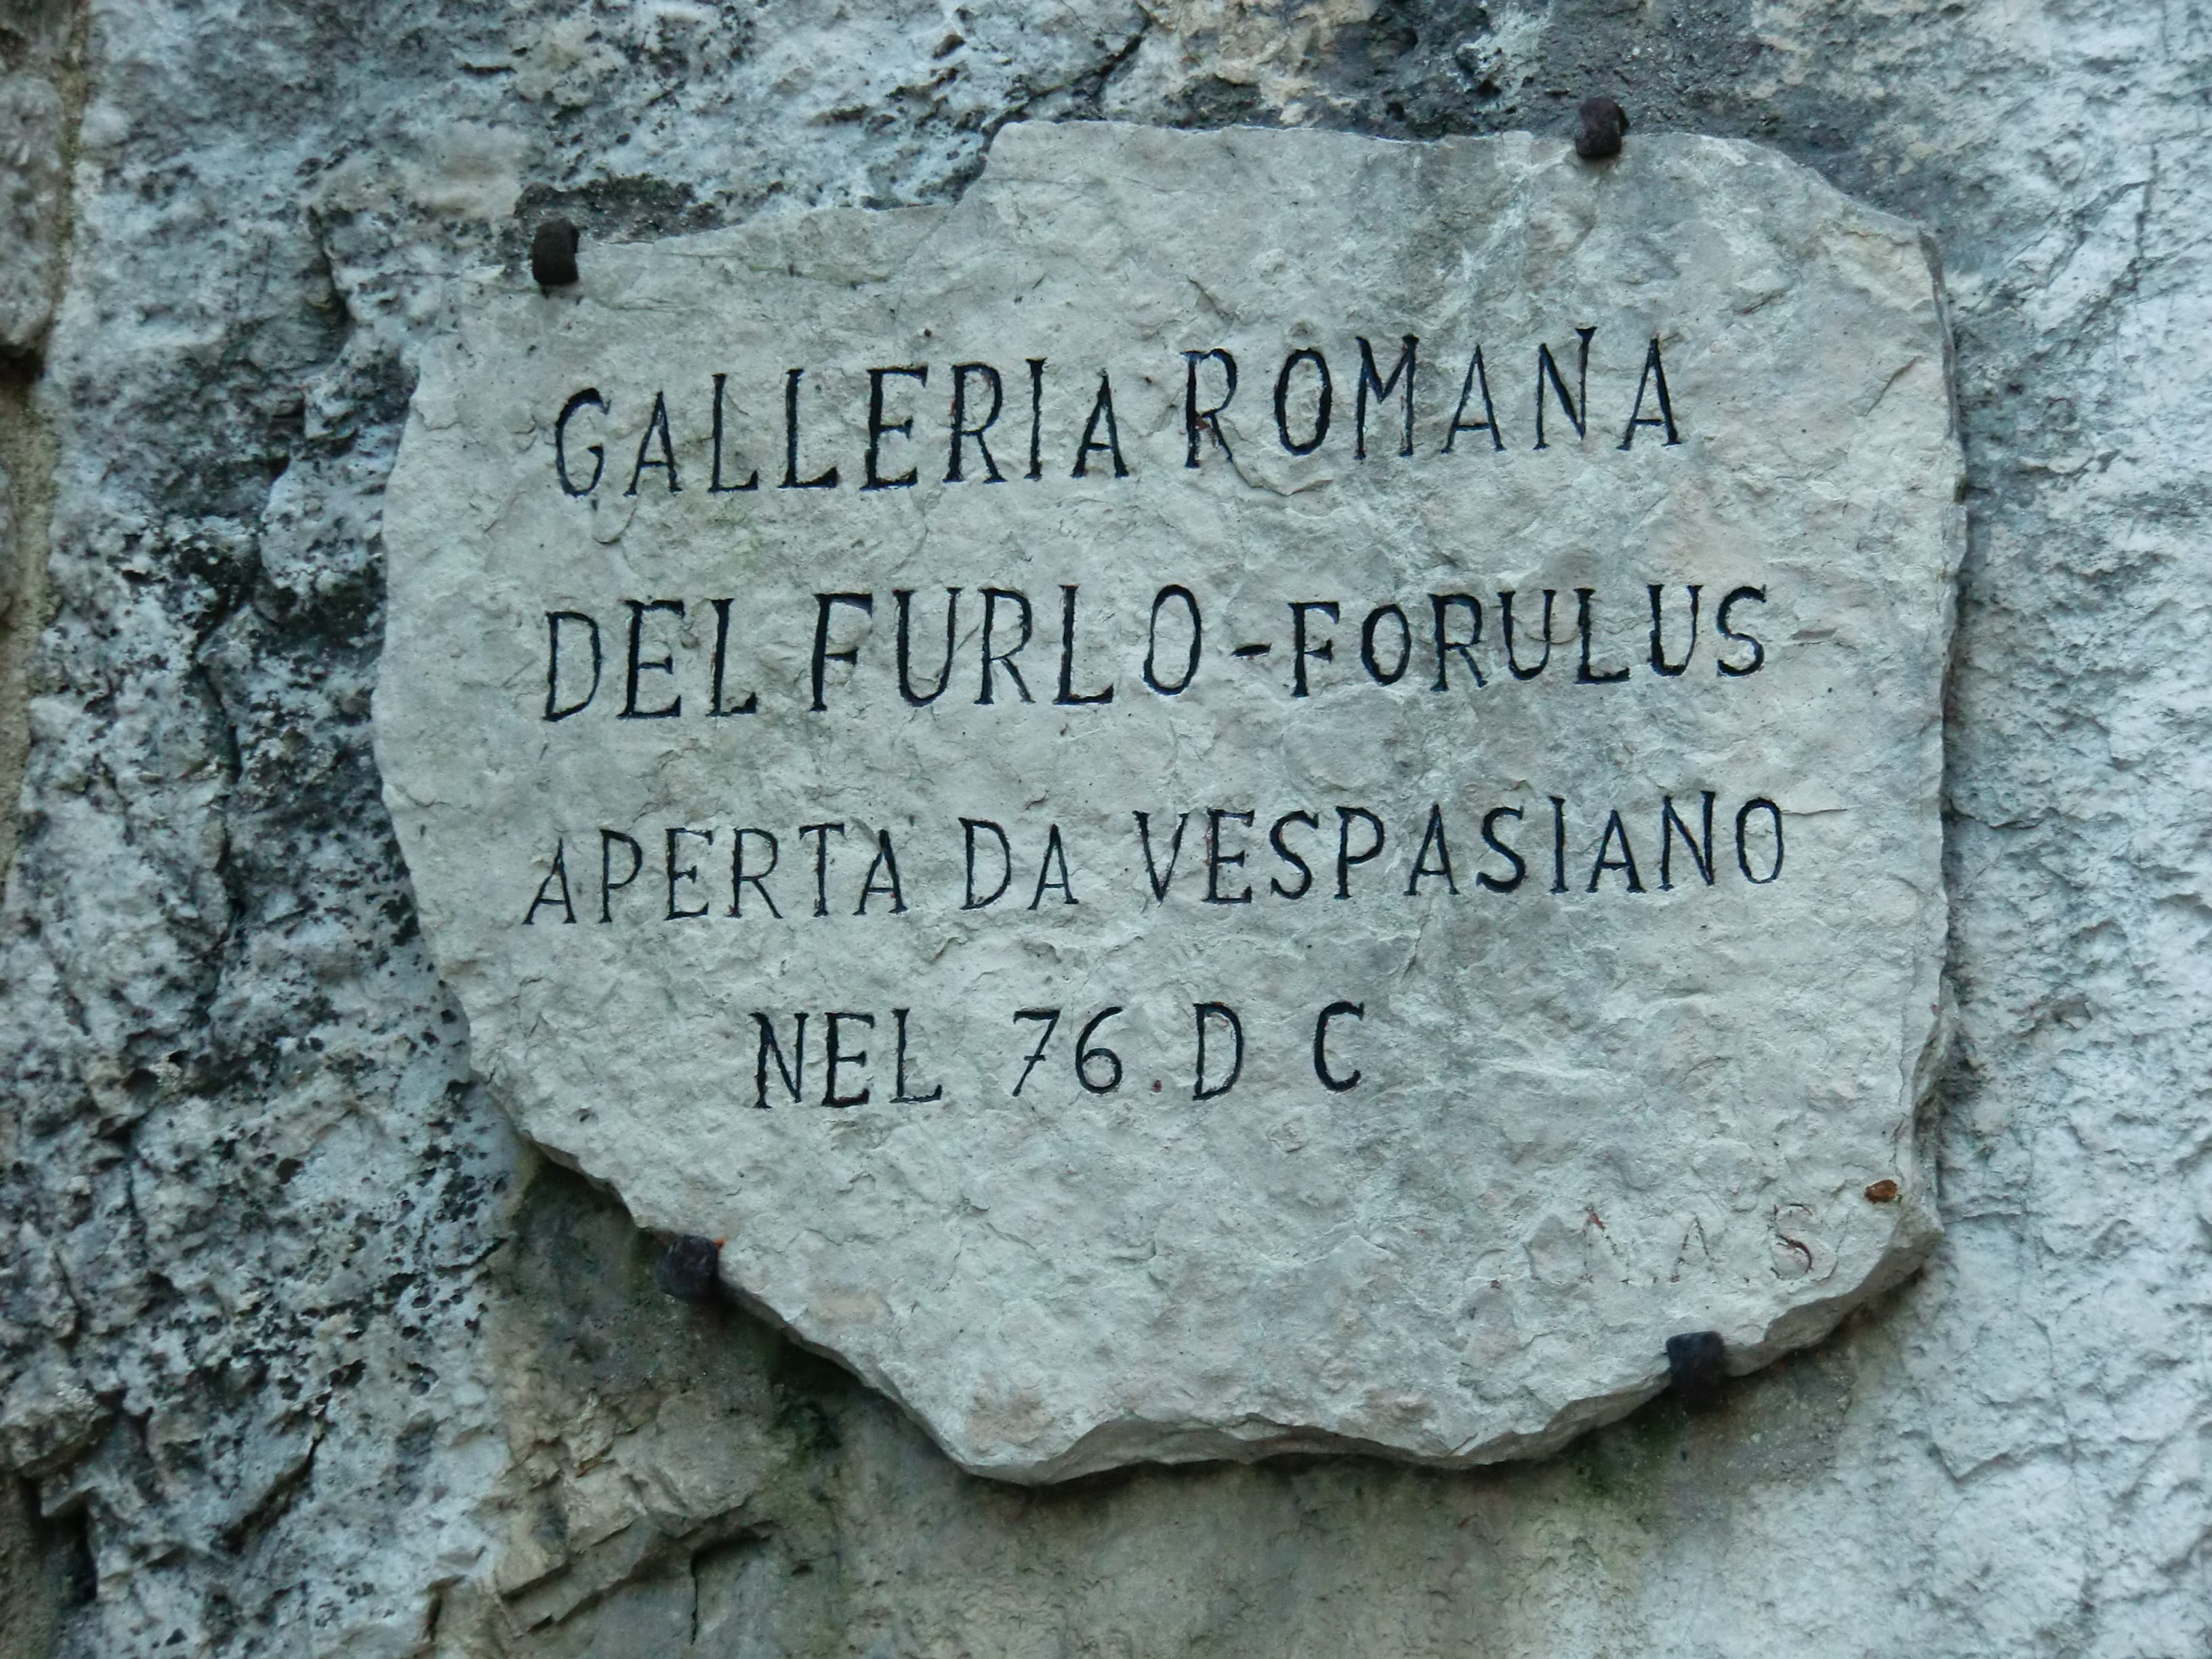 GALLERIA ROMANA
DEL FURLO-FORULUS
APERTA DA VESPASIANO
NEL 76. D C
A.A.S